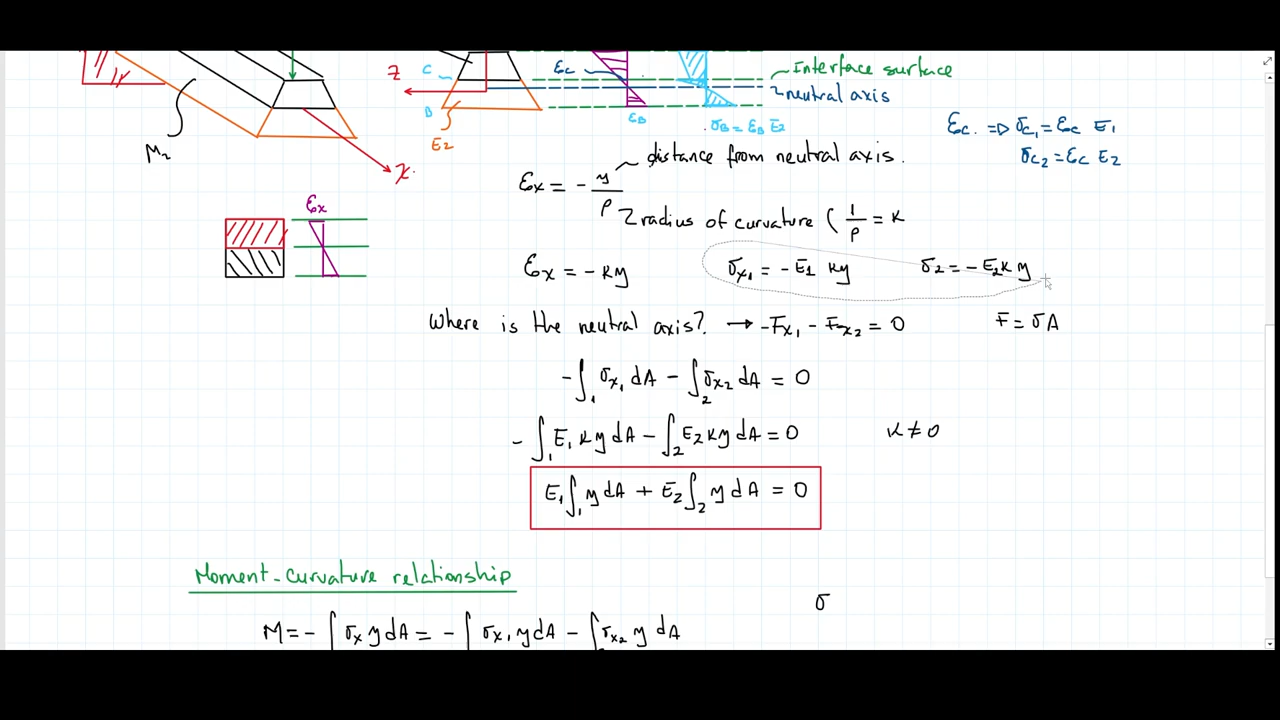 C
B
E2
M2
Z
x
εc
εB
σB = εB E2
Interface surface
neutral axis
εc. ⇒ σc1 = εc E1
σc2 = εc E2
distance from neutral axis.
εx = - y/ρ
radius of curvature ( 1/ρ = κ
εx
εx = -κy σx1 = -E1 κy σ2 = -E2κ y
Where is the neutral axis? → -Fx1 - Fx2 = 0 F = σA
-∫1 σx1 dA - ∫2 σx2 dA = 0
-∫1 E1 κy dA - ∫2 E2 κy dA = 0 κ ≠ 0
E1 ∫1 y dA + E2 ∫2 y dA = 0
Moment-curvature relationship
σ
M = - ∫ σx y dA = - ∫ σx1 y dA - ∫ σx2 y dA